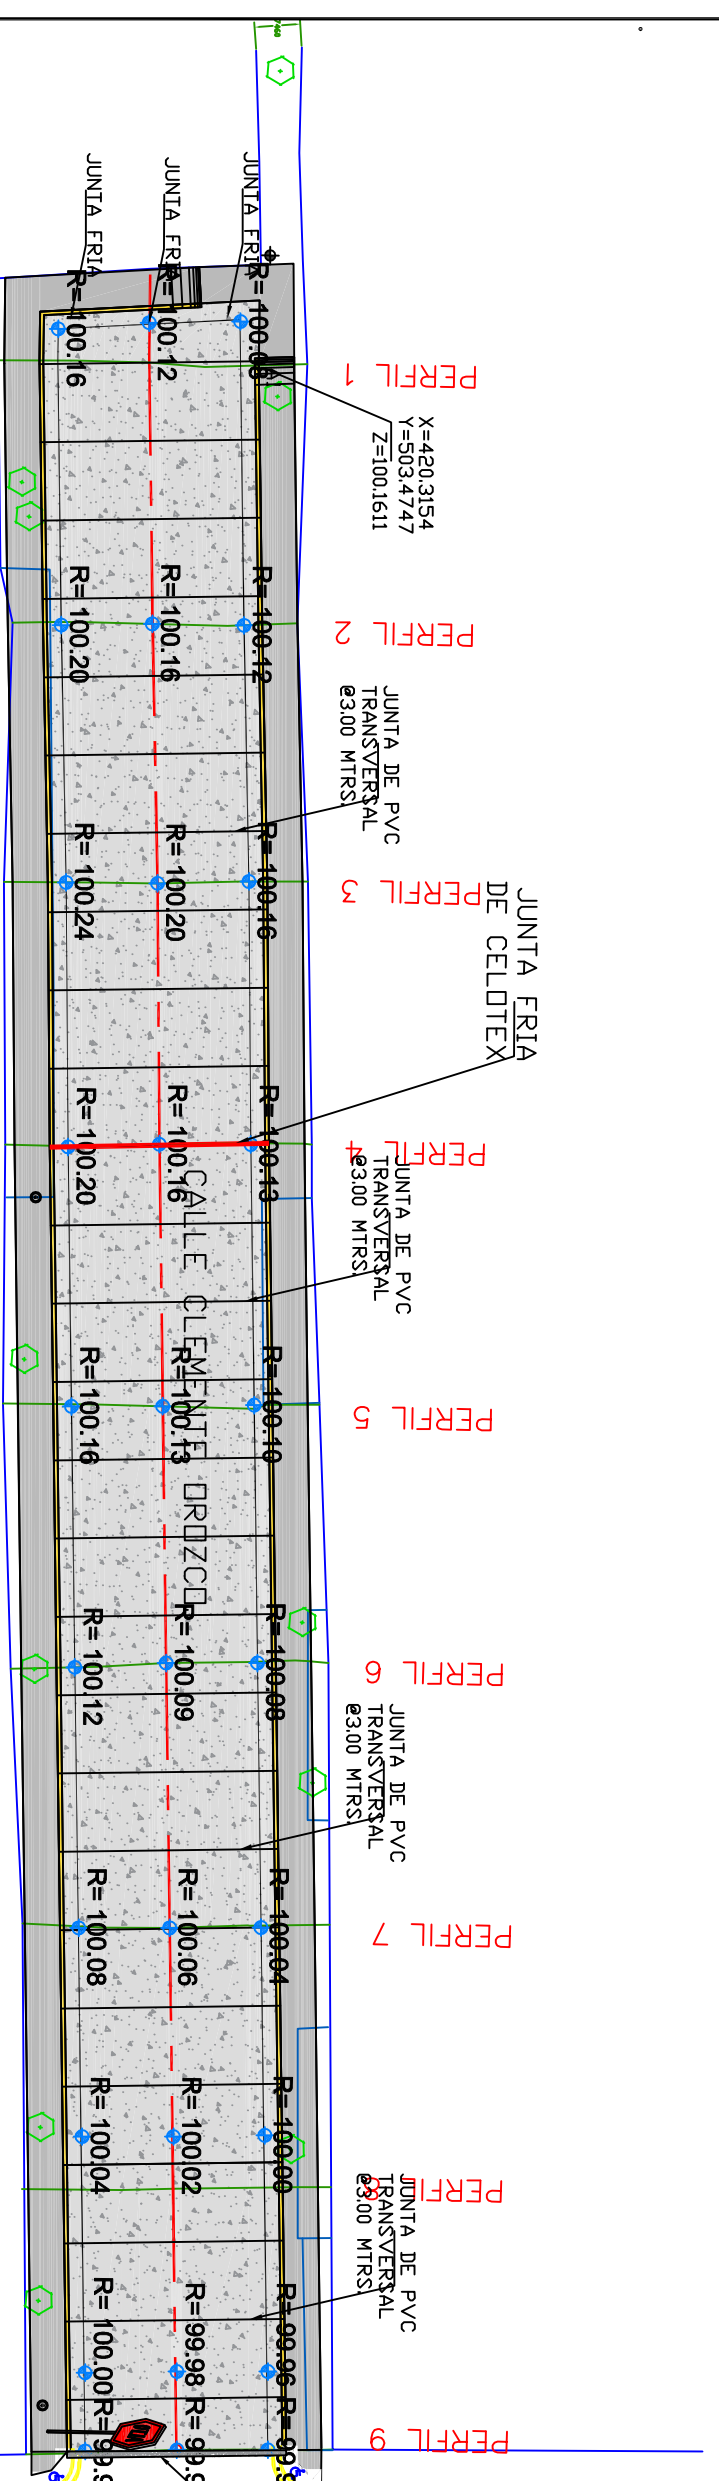 JUNTA FRIA
JUNTA FRIA
JUNTA FRIA
R= 100.16
R= 100.12
PERFIL 1
X=420.3154
Y=503.4747
Z=100.1611
R= 100.20
R= 100.16
R= 100.12
PERFIL 2
JUNTA DE PVC
TRANSVERSAL
@3.00 MTRS.
R= 100.24
R= 100.20
R= 100.16
PERFIL 3
JUNTA FRIA
DE CELOTEX
R= 100.20
R= 100.16
R= 100.13
PERFIL 4
JUNTA DE PVC
TRANSVERSAL
@3.00 MTRS.
CALLE CLEMENTE OROZCO
R= 100.16
R= 100.13
R= 100.10
PERFIL 5
R= 100.12
R= 100.09
R= 100.08
PERFIL 6
JUNTA DE PVC
TRANSVERSAL
@3.00 MTRS.
R= 100.08
R= 100.06
R= 100.04
PERFIL 7
R= 100.04
R= 100.02
R= 100.00
PERFIL 8
JUNTA DE PVC
TRANSVERSAL
@3.00 MTRS.
R= 100.00
R= 99.98
R= 99.96
PERFIL 9